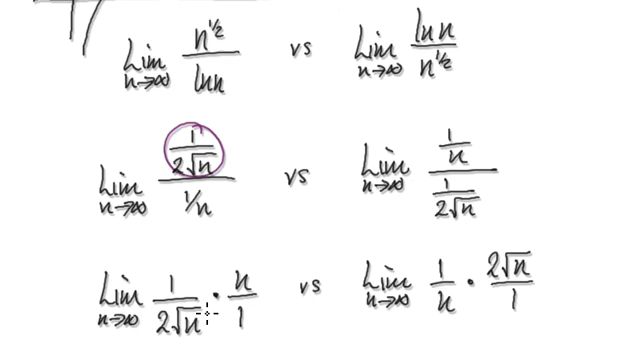 lim n→∞ n^½ / ln n vs lim n→∞ ln n / n^½
lim n→∞ (1 / 2√n) / (1/n) vs lim n→∞ (1 / n) / (1 / 2√n)
lim n→∞ 1 / 2√n · n / 1 vs lim n→∞ 1 / n · 2√n / 1